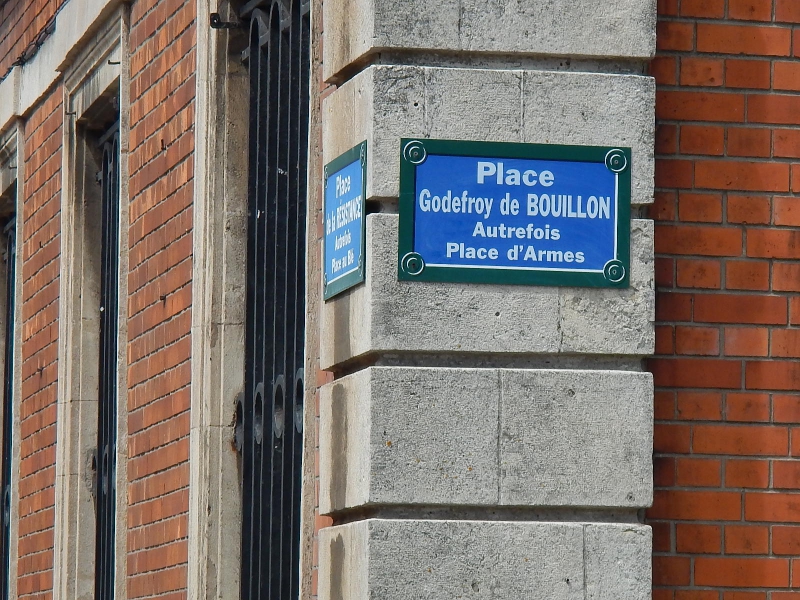 Place
de la RÉSISTANCE
Autrefois
Place au Blé
Place
Godefroy de BOUILLON
Autrefois
Place d'Armes